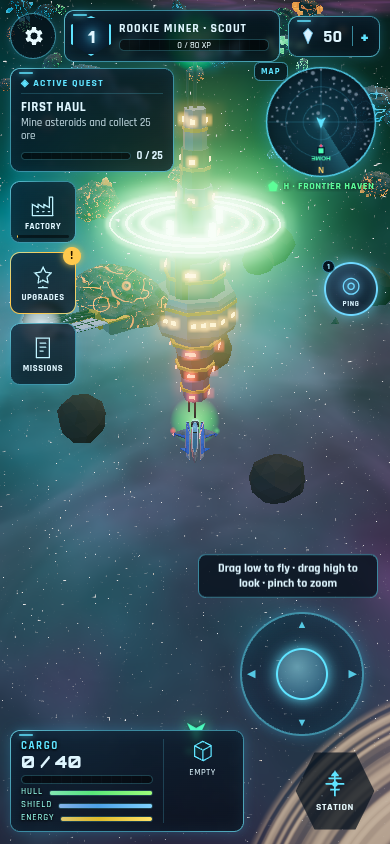 1
ROOKIE MINER · SCOUT
0 / 80 XP
50
+
MAP
ACTIVE QUEST
FIRST HAUL
Mine asteroids and collect 25
ore
0 / 25
HOME
N
H · FRONTIER HAVEN
FACTORY
!
UPGRADES
1
PING
MISSIONS
Drag low to fly · drag high to
look · pinch to zoom
CARGO
0 / 40
EMPTY
HULL
SHIELD
ENERGY
STATION